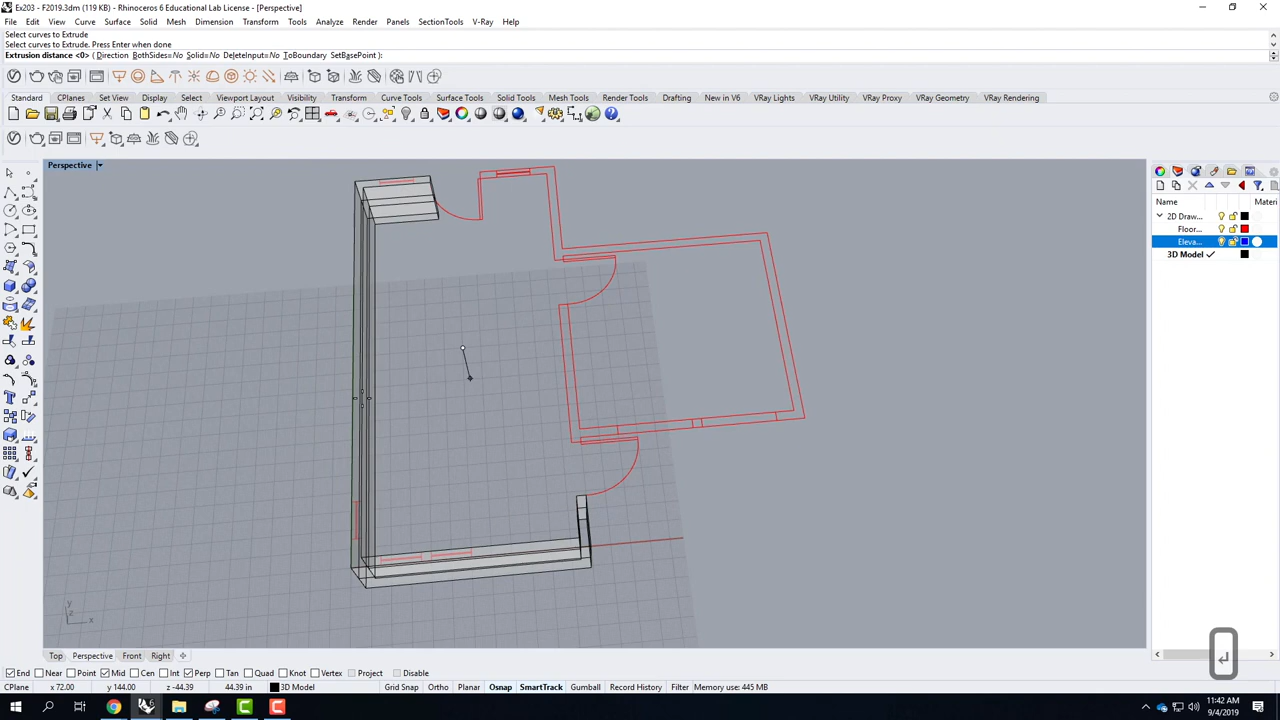 Ex203 - F2019.3dm (119 KB) - Rhinoceros 6 Educational Lab License - [Perspective]
File Edit View Curve Surface Solid Mesh Dimension Transform Tools Analyze Render Panels SectionTools V-Ray Help
Select curves to Extrude
Select curves to Extrude. Press Enter when done
Extrusion distance <0> ( Direction BothSides=No Solid=No DeleteInput=No ToBoundary SetBasePoint ):
Standard CPlanes Set View Display Select Viewport Layout Visibility Transform Curve Tools Surface Tools Solid Tools Mesh Tools Render Tools Drafting New in V6 VRay Lights VRay Utility VRay Proxy VRay Geometry VRay Rendering
Perspective
Name Materi
2D Draw...
Floor...
Eleva...
3D Model
y
z
x
Top Perspective Front Right
End Near Point Mid Cen Int Perp Tan Quad Knot Vertex Project Disable
CPlane x 72.00 y 144.00 z -44.39 44.39 in 3D Model Grid Snap Ortho Planar Osnap SmartTrack Gumball Record History Filter Memory use: 445 MB
11:42 AM
9/4/2019